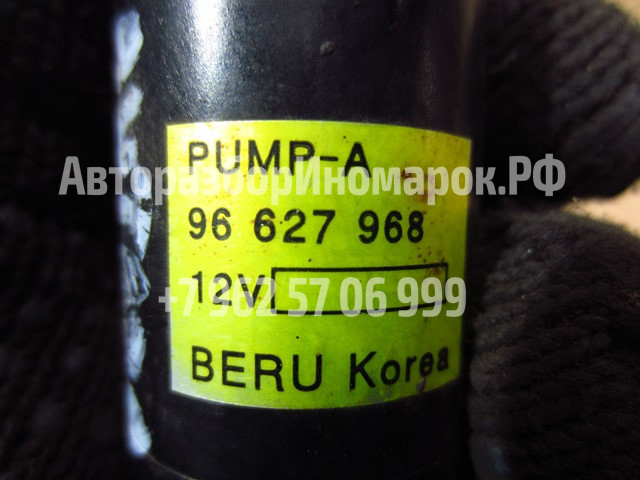 PUMP-A
АвторазборИномарок.РФ
96 627 968
12V
+7 962 57 06 999
BERU Korea